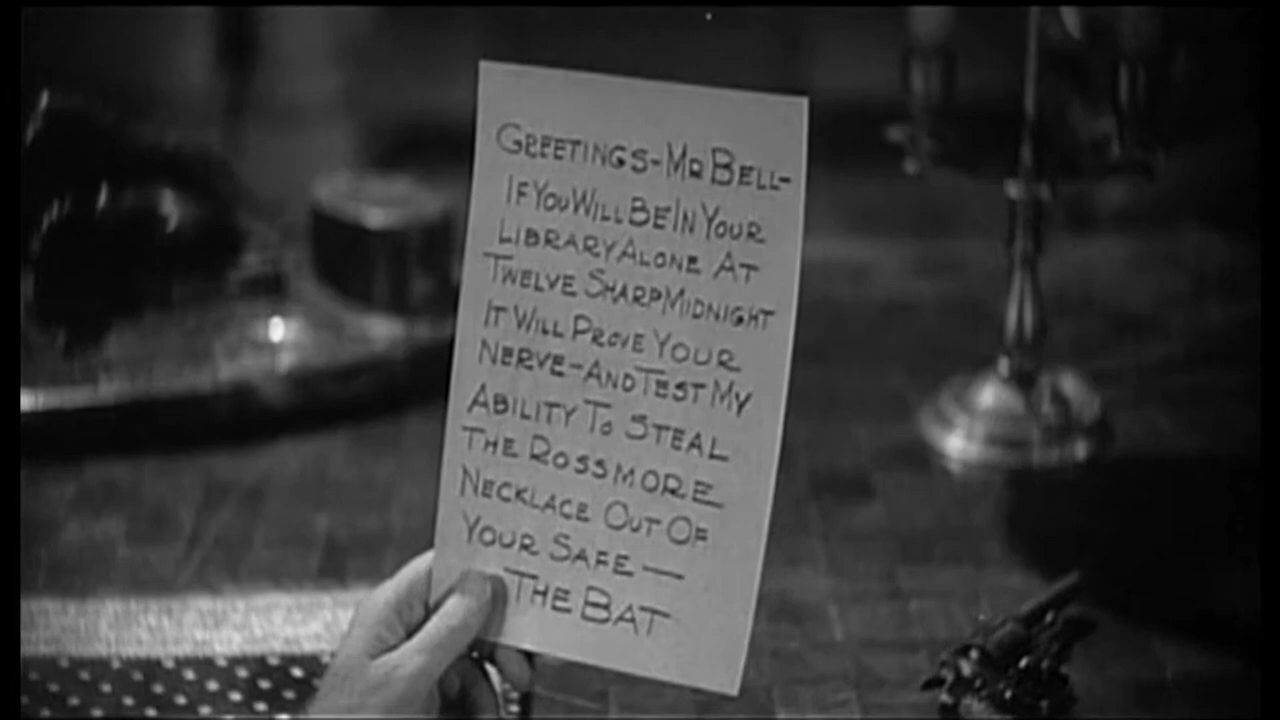 GREETINGS-MR BELL-
IF YOU WILL BE IN YOUR
LIBRARY ALONE AT
TWELVE SHARP MIDNIGHT
IT WILL PROVE YOUR
NERVE-AND TEST MY
ABILITY TO STEAL
THE ROSSMORE
NECKLACE OUT OF
YOUR SAFE —
THE BAT